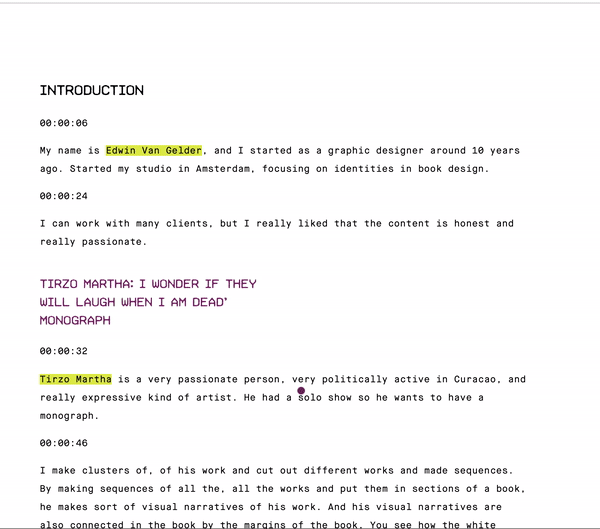 INTRODUCTION
00:00:06
My name is Edwin Van Gelder, and I started as a graphic designer around 10 years
ago. Started my studio in Amsterdam, focusing on identities in book design.
00:00:24
I can work with many clients, but I really liked that the content is honest and
really passionate.
TIRZO MARTHA: I WONDER IF THEY
WILL LAUGH WHEN I AM DEAD'
MONOGRAPH
00:00:32
Tirzo Martha is a very passionate person, very politically active in Curacao, and
really expressive kind of artist. He had a solo show so he wants to have a
monograph.
00:00:46
I make clusters of, of his work and cut out different works and made sequences.
By making sequences of all the, all the works and put them in sections of a book,
he makes sort of visual narratives of his work. And his visual narratives are
also connected in the book by the margins of the book. You see how the white